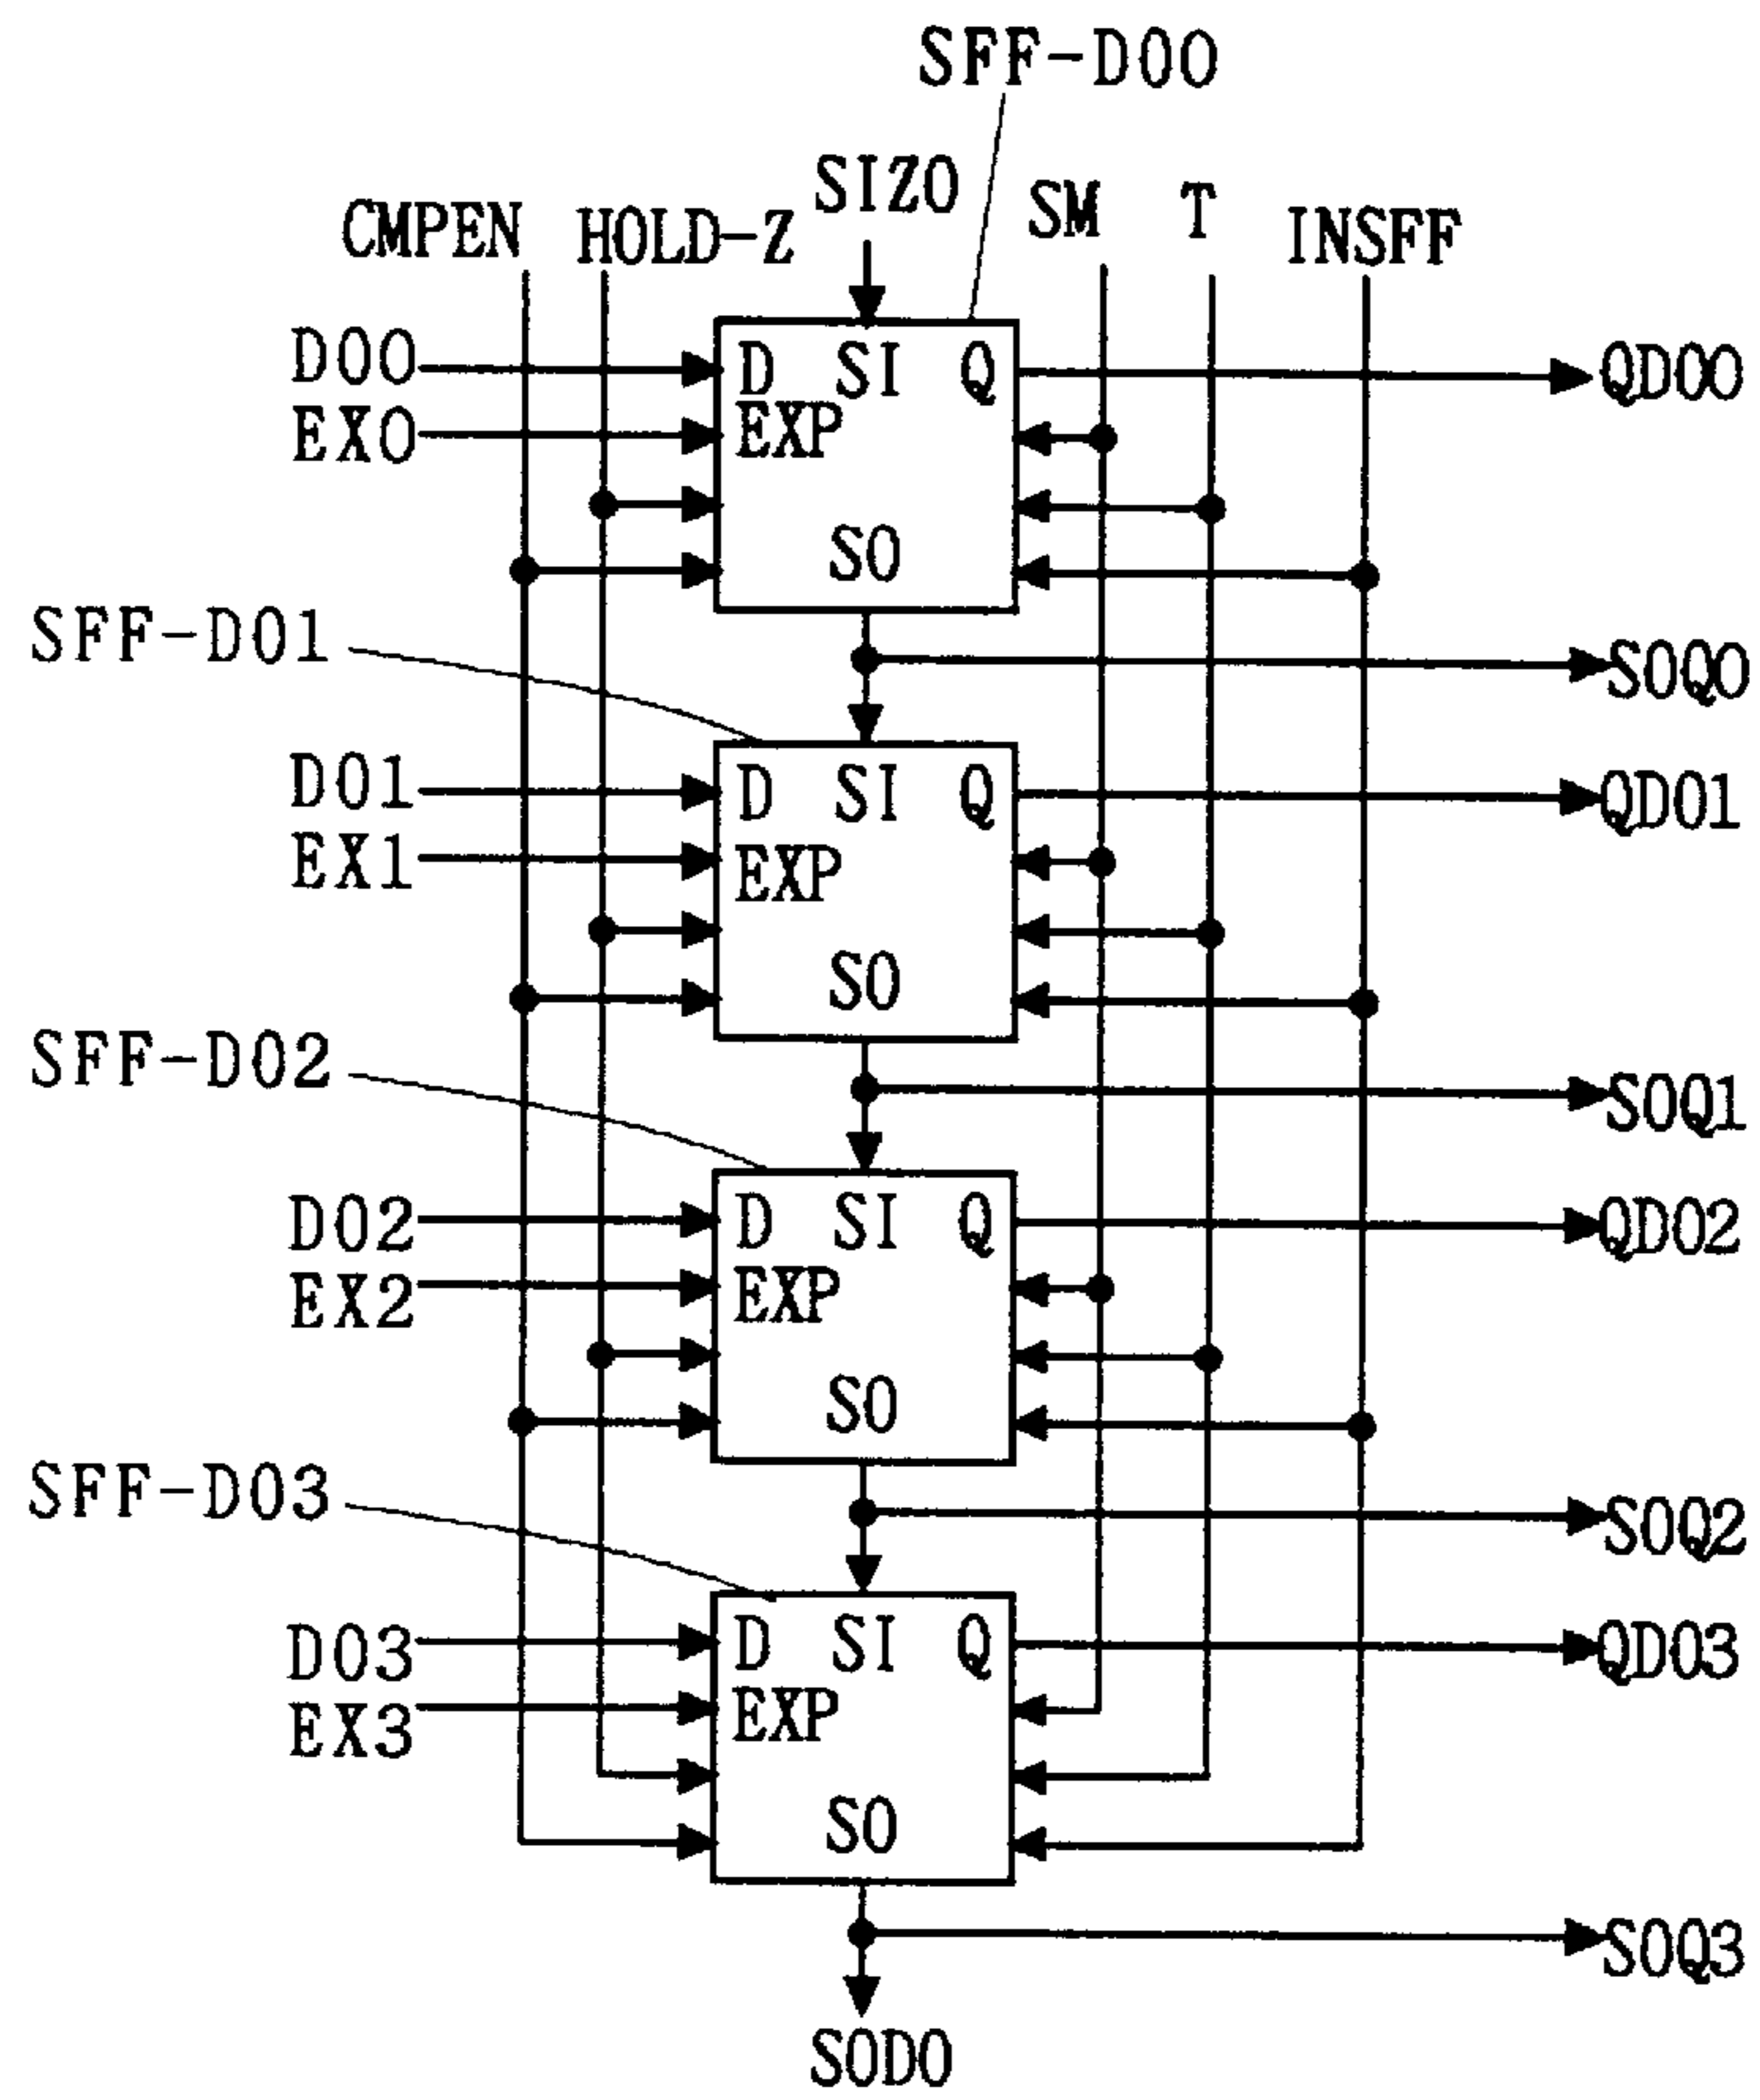 SFF-D00
SIZ0
SM
T
CMPEN
HOLD-Z
INSFF
D00
D
SI
Q
QD00
EX0
EXP
SO
SFF-D01
SOQ0
D01
D
SI
Q
QD01
EX1
EXP
SO
SFF-D02
SOQ1
D02
D
SI
Q
QD02
EX2
EXP
SO
SFF-D03
SOQ2
D03
D
SI
Q
QD03
EX3
EXP
SO
SOQ3
SODO